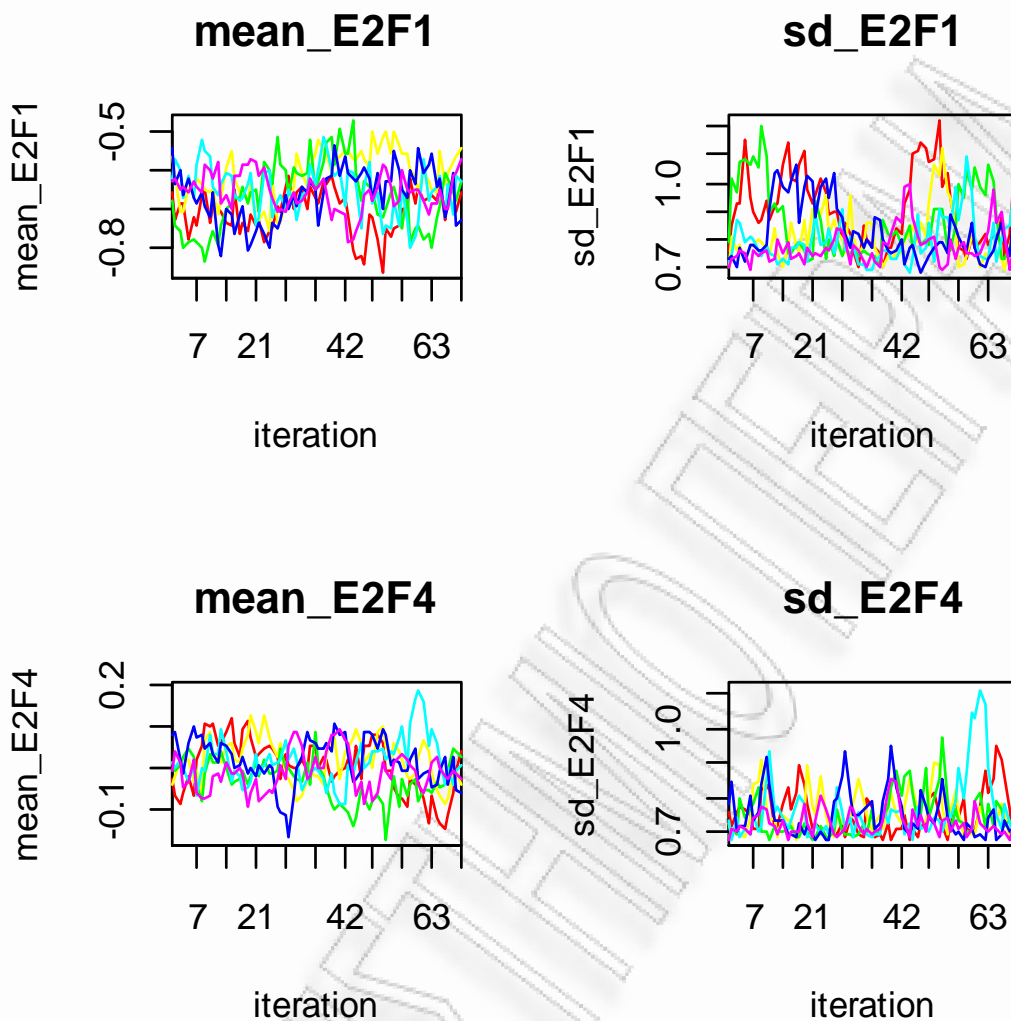 mean_E2F1
sd_E2F1
mean_E2F1
-0.8
-0.5
7
21
42
63
iteration
sd_E2F1
0.7
1.0
7
21
42
63
iteration
mean_E2F4
sd_E2F4
mean_E2F4
-0.1
0.2
7
21
42
63
iteration
sd_E2F4
0.7
1.0
7
21
42
63
iteration